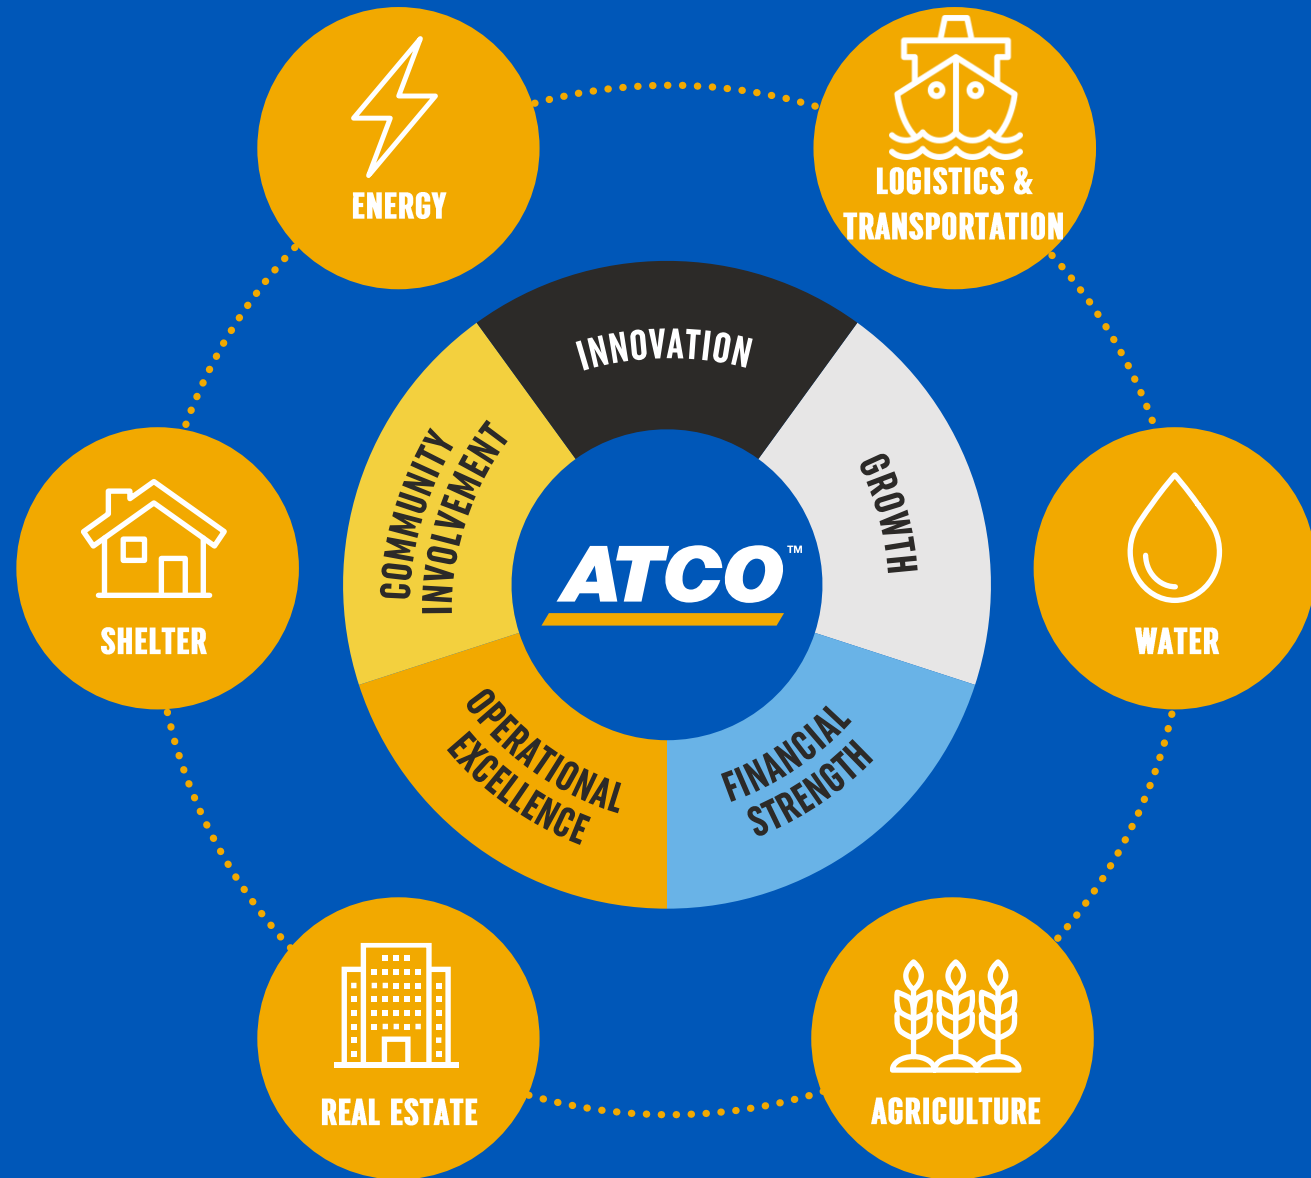 ENERGY
LOGISTICS &
TRANSPORTATION
INNOVATION
COMMUNITY
INVOLVEMENT
GROWTH
ATCO™
SHELTER
WATER
OPERATIONAL
EXCELLENCE
FINANCIAL
STRENGTH
REAL ESTATE
AGRICULTURE